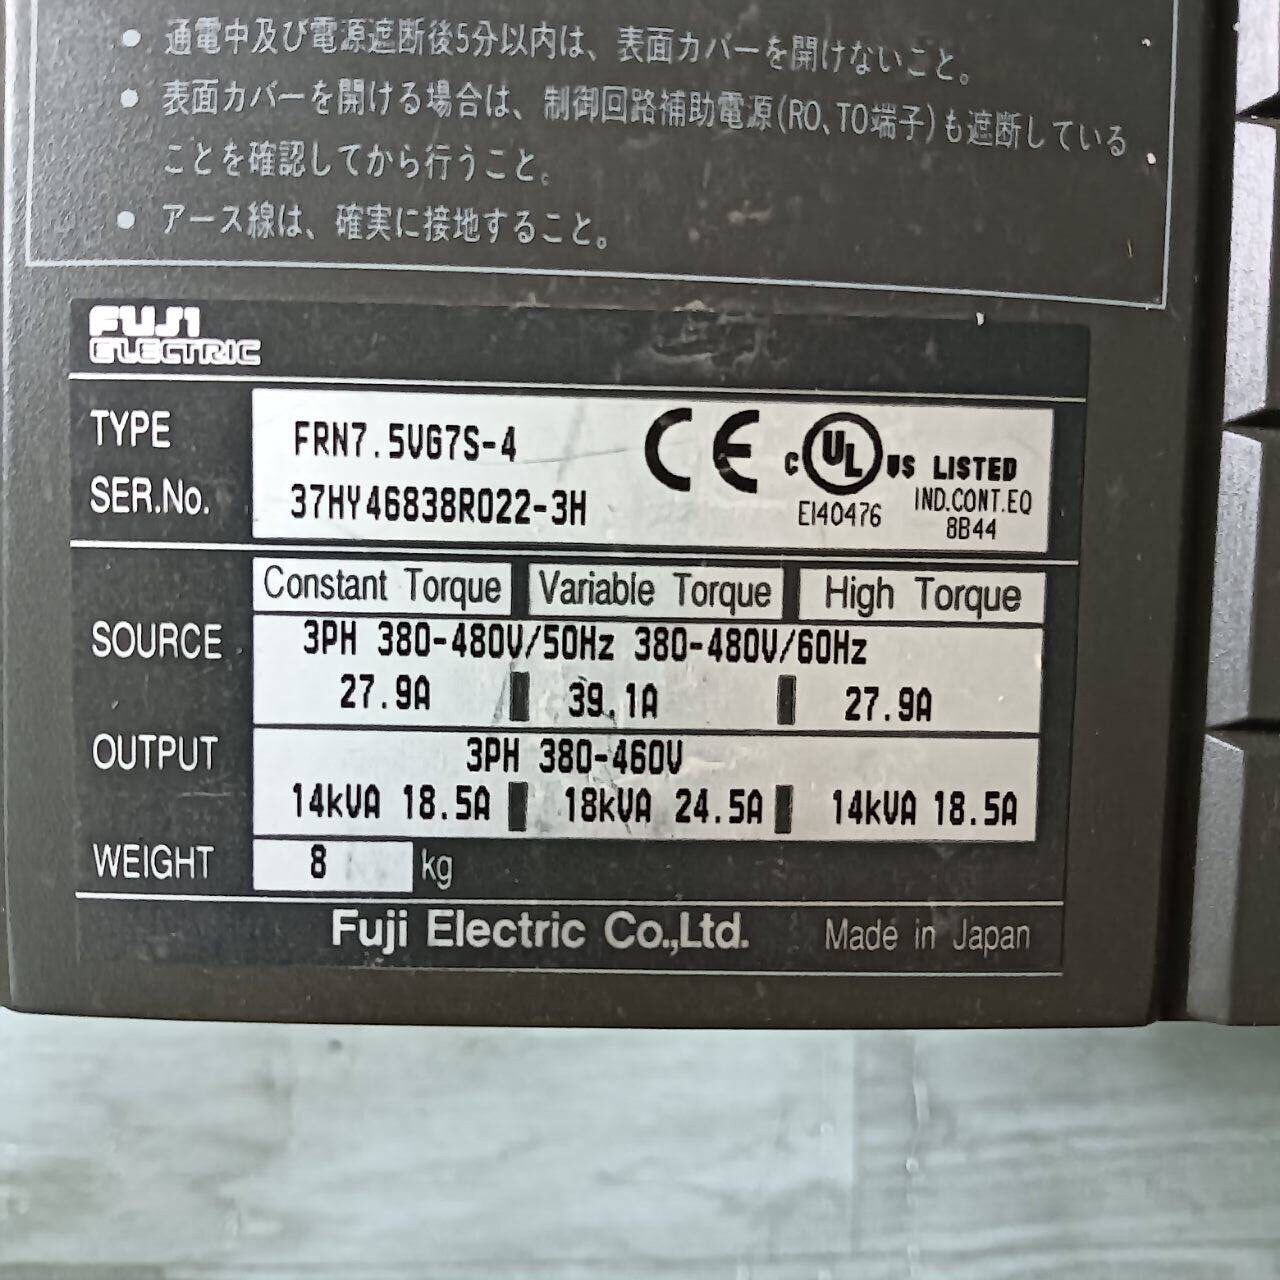 ● 通電中及び電源遮断後5分以内は、表面カバーを開けないこと。
● 表面カバーを開ける場合は、制御回路補助電源(RO、TO端子)も遮断している
ことを確認してから行うこと。
● アース線は、確実に接地すること。
FUJI
ELECTRIC
TYPE FRN7.5VG7S-4 CE C UL US LISTED
SER.No. 37HY46838R022-3H E140476 IND.CONT.EQ
8B44
Constant Torque Variable Torque High Torque
SOURCE 3PH 380-480V/50Hz 380-480V/60Hz
27.9A 39.1A 27.9A
OUTPUT 3PH 380-460V
14kVA 18.5A 18kVA 24.5A 14kVA 18.5A
WEIGHT 8 kg
Fuji Electric Co.,Ltd. Made in Japan